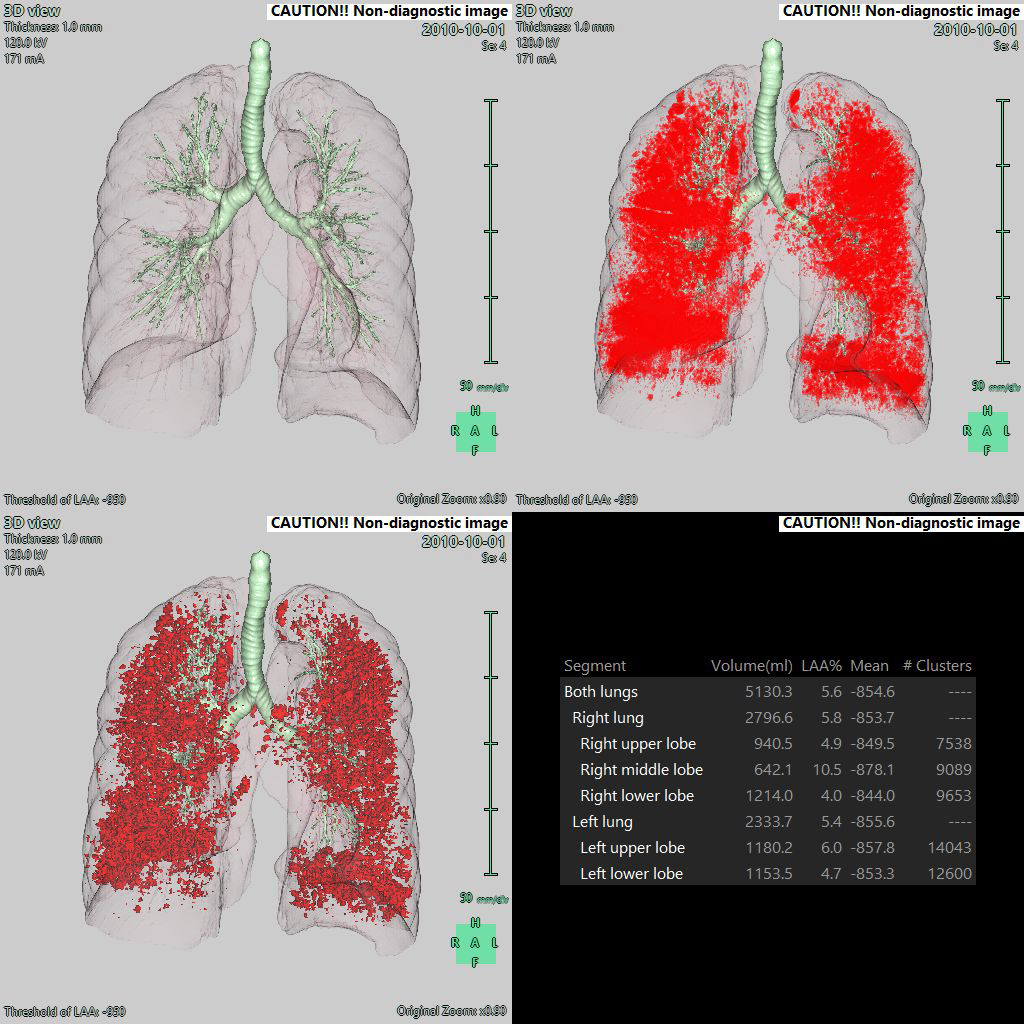 3D view
CAUTION!! Non-diagnostic image
Thickness: 1.0 mm
2010-10-01
120.0 kV
Se: 4
171 mA
50 mm/div
H
R A L
F
Threshold of LAA: -950
Original Zoom: x0.90
3D view
CAUTION!! Non-diagnostic image
Thickness: 1.0 mm
2010-10-01
120.0 kV
Se: 4
171 mA
50 mm/div
H
R A L
F
Threshold of LAA: -950
Original Zoom: x0.90
3D view
CAUTION!! Non-diagnostic image
Thickness: 1.0 mm
2010-10-01
120.0 kV
Se: 4
171 mA
50 mm/div
H
R A L
F
Threshold of LAA: -950
Original Zoom: x0.90
CAUTION!! Non-diagnostic image
Segment Volume(ml) LAA% Mean # Clusters
Both lungs 5130.3 5.6 -854.6 ----
Right lung 2796.6 5.8 -853.7 ----
Right upper lobe 940.5 4.9 -849.5 7538
Right middle lobe 642.1 10.5 -878.1 9089
Right lower lobe 1214.0 4.0 -844.0 9653
Left lung 2333.7 5.4 -855.6 ----
Left upper lobe 1180.2 6.0 -857.8 14043
Left lower lobe 1153.5 4.7 -853.3 12600